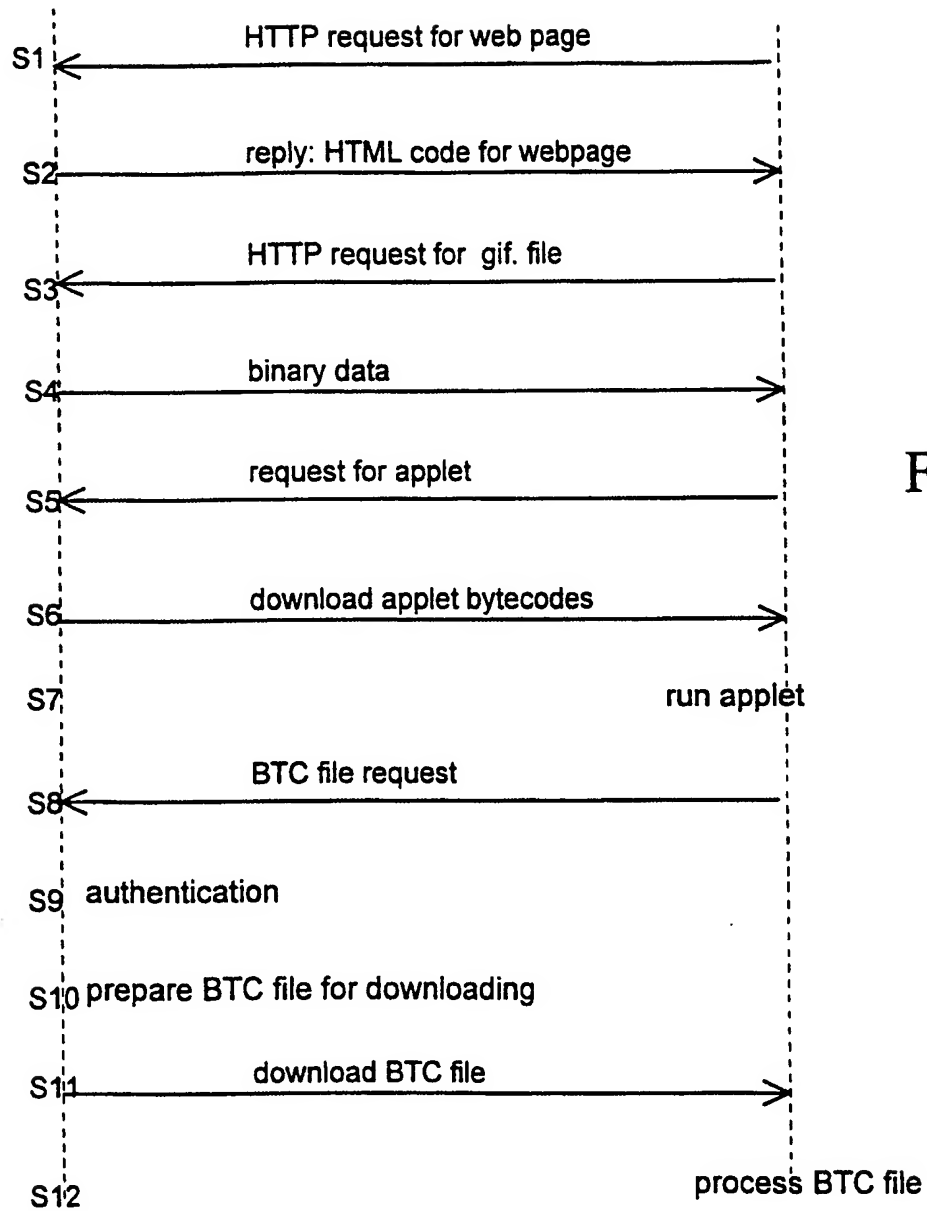 HTTP request for web page
S1
reply: HTML code for webpage
S2
HTTP request for gif. file
S3
binary data
S4
request for applet
S5
F
download applet bytecodes
S6
S7 run applet
BTC file request
S8
S9 authentication
S10 prepare BTC file for downloading
download BTC file
S11
process BTC file
S12